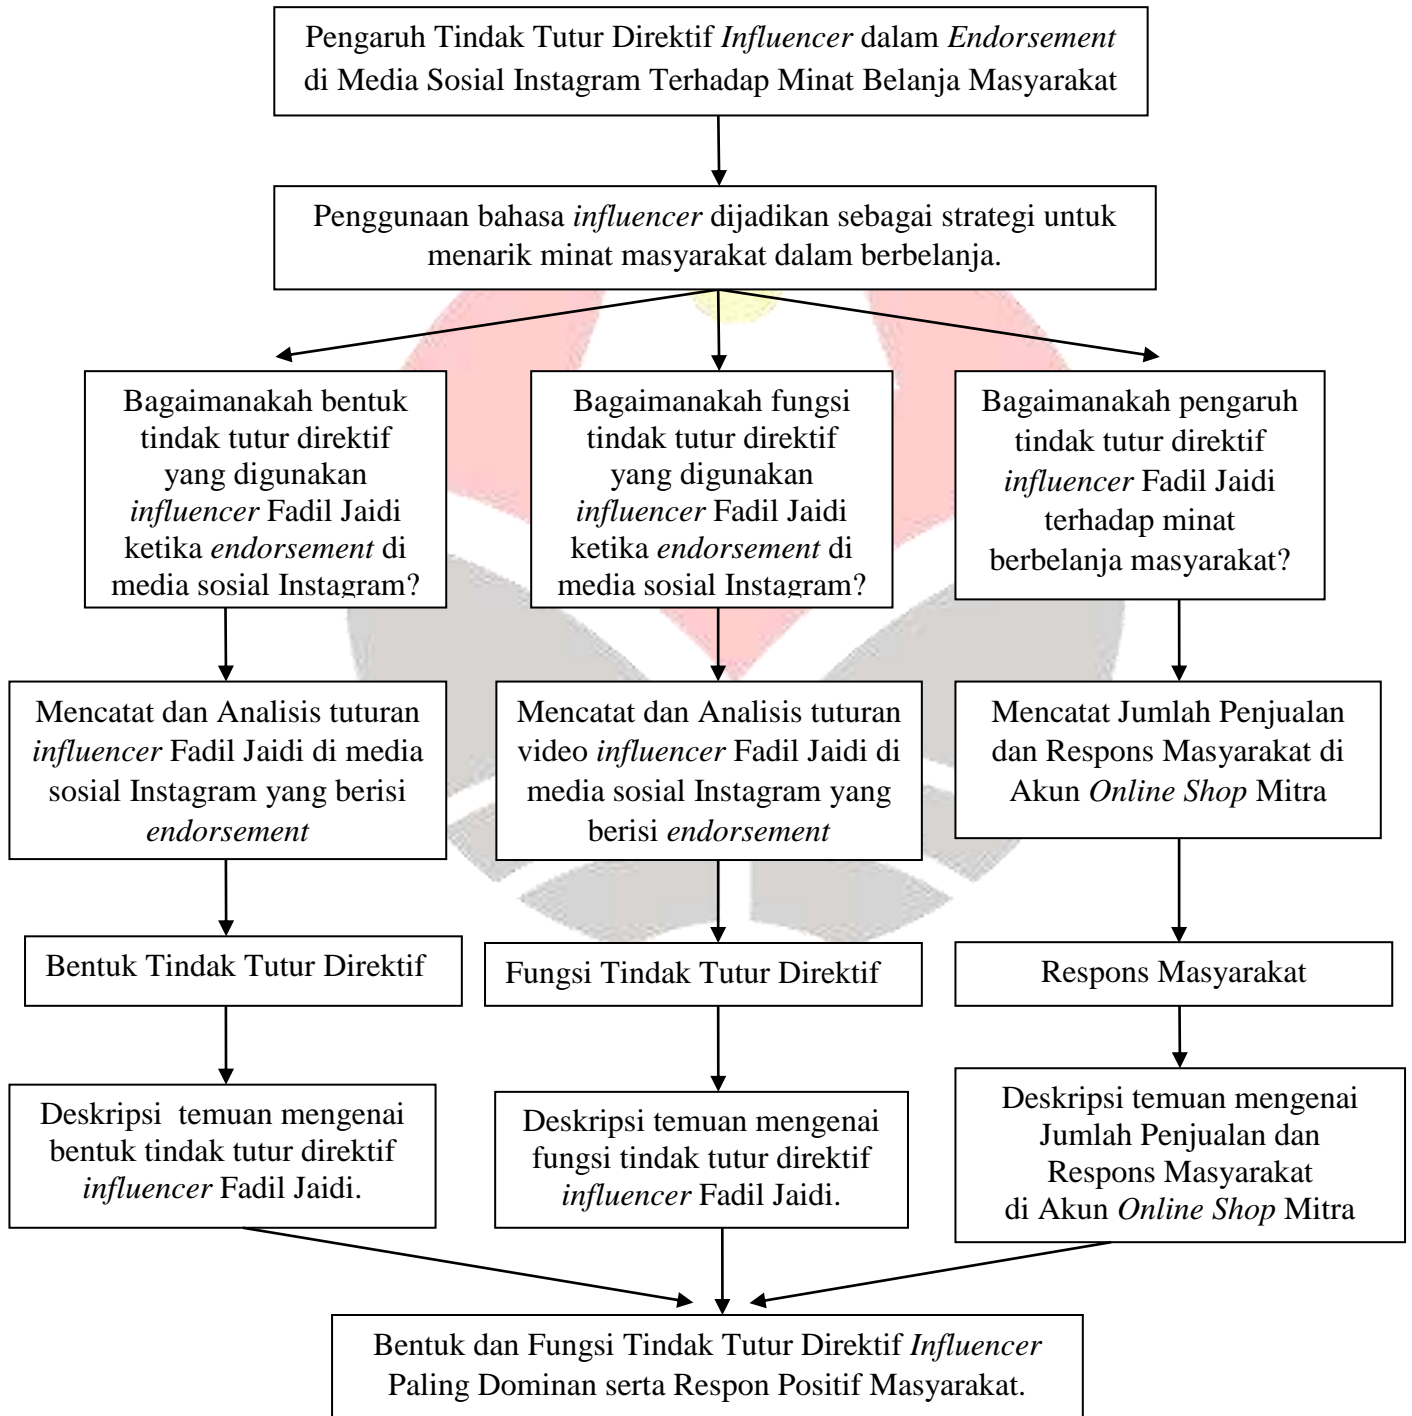 Pengaruh Tindak Tutur Direktif Influencer dalam Endorsement
di Media Sosial Instagram Terhadap Minat Belanja Masyarakat
Penggunaan bahasa influencer dijadikan sebagai strategi untuk
menarik minat masyarakat dalam berbelanja.
Bagaimanakah bentuk
tindak tutur direktif
yang digunakan
influencer Fadil Jaidi
ketika endorsement di
media sosial Instagram?
Bagaimanakah fungsi
tindak tutur direktif
yang digunakan
influencer Fadil Jaidi
ketika endorsement di
media sosial Instagram?
Bagaimanakah pengaruh
tindak tutur direktif
influencer Fadil Jaidi
terhadap minat
berbelanja masyarakat?
Mencatat dan Analisis tuturan
influencer Fadil Jaidi di media
sosial Instagram yang berisi
endorsement
Mencatat dan Analisis tuturan
video influencer Fadil Jaidi di
media sosial Instagram yang
berisi endorsement
Mencatat Jumlah Penjualan
dan Respons Masyarakat di
Akun Online Shop Mitra
Bentuk Tindak Tutur Direktif
Fungsi Tindak Tutur Direktif
Respons Masyarakat
Deskripsi  temuan mengenai
bentuk tindak tutur direktif
influencer Fadil Jaidi.
Deskripsi temuan mengenai
fungsi tindak tutur direktif
influencer Fadil Jaidi.
Deskripsi temuan mengenai
Jumlah Penjualan dan
Respons Masyarakat
di Akun Online Shop Mitra
Bentuk dan Fungsi Tindak Tutur Direktif Influencer
Paling Dominan serta Respon Positif Masyarakat.